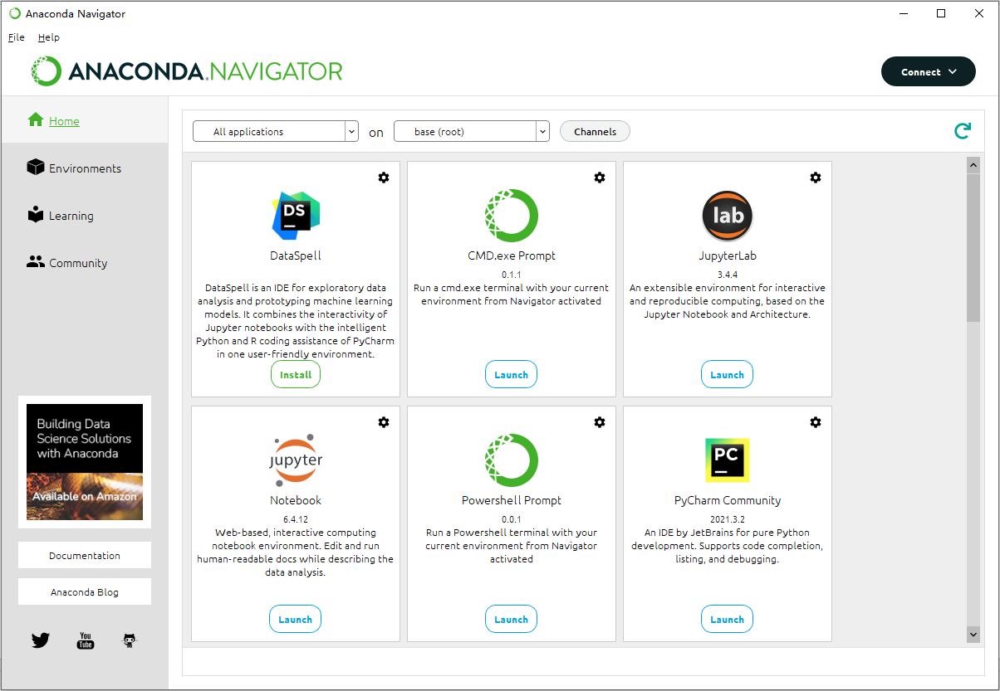 Anaconda Navigator
File Help
ANACONDA.NAVIGATOR
Connect
Home
Environments
Learning
Community
Building Data
Science Solutions
with Anaconda
Available on Amazon
Documentation
Anaconda Blog
You
Tube
All applications on base (root) Channels
DS
DataSpell
DataSpell is an IDE for exploratory data
analysis and prototyping machine learning
models. It combines the interactivity of
Jupyter notebooks with the intelligent
Python and R coding assistance of PyCharm
in one user-friendly environment.
Install
CMD.exe Prompt
0.1.1
Run a cmd.exe terminal with your current
environment from Navigator activated
Launch
lab
JupyterLab
3.4.4
An extensible environment for interactive
and reproducible computing, based on the
Jupyter Notebook and Architecture.
Launch
jupyter
Notebook
6.4.12
Web-based, interactive computing
notebook environment. Edit and run
human-readable docs while describing the
data analysis.
Launch
Powershell Prompt
0.0.1
Run a Powershell terminal with your
current environment from Navigator
activated
Launch
PC
PyCharm Community
2021.3.2
An IDE by JetBrains for pure Python
development. Supports code completion,
listing, and debugging.
Launch